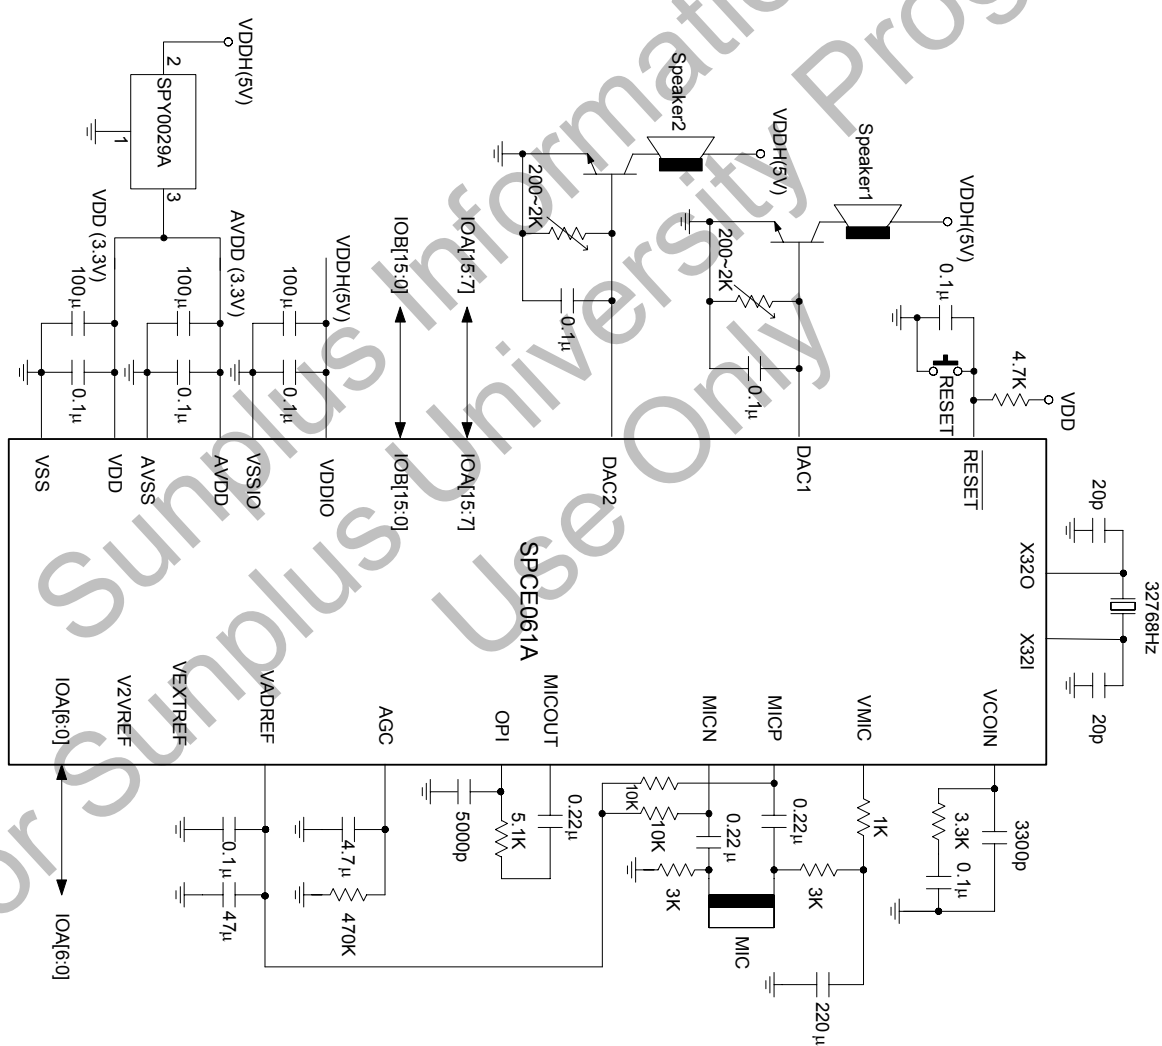 VDDH(5V)
2
SPY0029A
1
3
VDD (3.3V)
AVDD (3.3V)
VDDH(5V)
100μ
100μ
100μ
0.1μ
0.1μ
0.1μ
IOB[15:0]
IOA[15:7]
Speaker2
VDDH(5V)
200~2K
0.1μ
Speaker1
VDDH(5V)
200~2K
0.1μ
0.1μ
RESET
4.7K
VDD
VSS
VDD
AVSS
AVDD
VSSIO
VDDIO
IOB[15:0]
IOA[15:7]
DAC2
DAC1
RESET
SPCE061A
20p
X32O
32768Hz
X32I
20p
IOA[6:0]
V2VREF
VEXTREF
VADREF
AGC
OPI
MICOUT
MICN
MICP
VMIC
VCOIN
IOA[6:0]
0.1μ
47μ
4.7μ
470K
5000p
5.1K
0.22μ
10K
10K
0.22μ
0.22μ
3K
3K
MIC
1K
220μ
3.3K
0.1μ
3300p
Sunplus Informatio
or Sunplus University Prog
Use Only